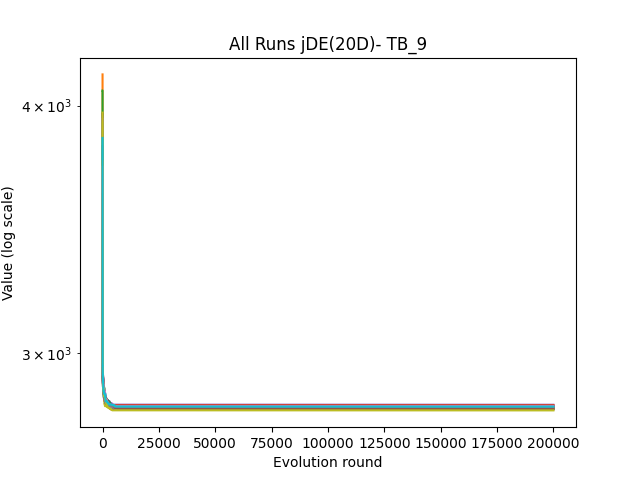 All Runs jDE(20D)- TB_9
Value (log scale)
4 × 10³
3 × 10³
0 25000 50000 75000 100000 125000 150000 175000 200000
Evolution round